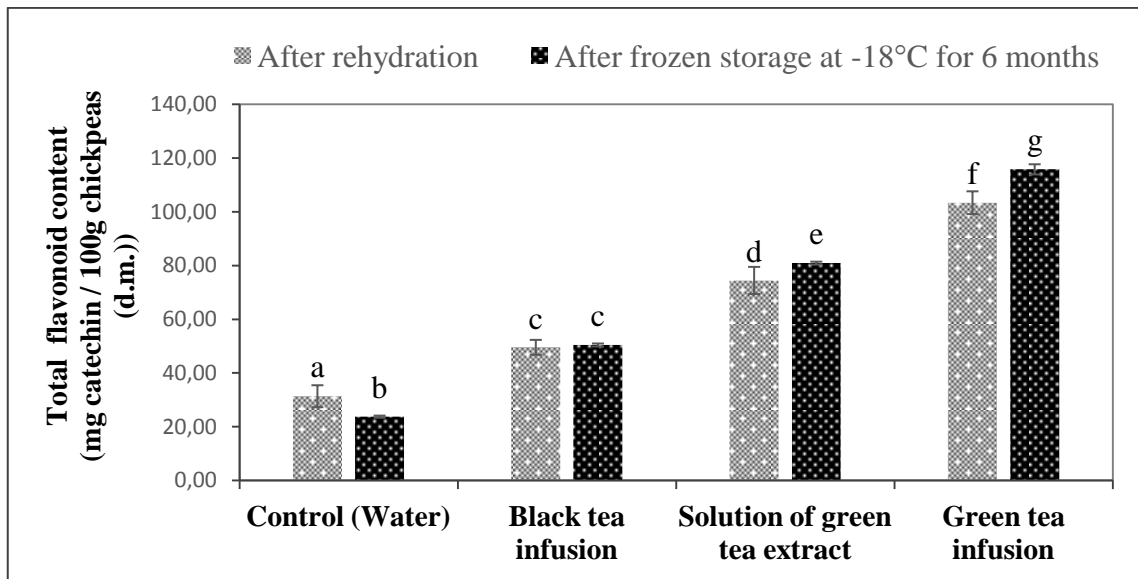 After rehydration After frozen storage at -18°C for 6 months
Total flavonoid content
(mg catechin / 100g chickpeas
(d.m.))
140,00
120,00
100,00
80,00
60,00
40,00
20,00
0,00
a b c c d e f g
Control (Water)
Black tea
infusion
Solution of green
tea extract
Green tea
infusion